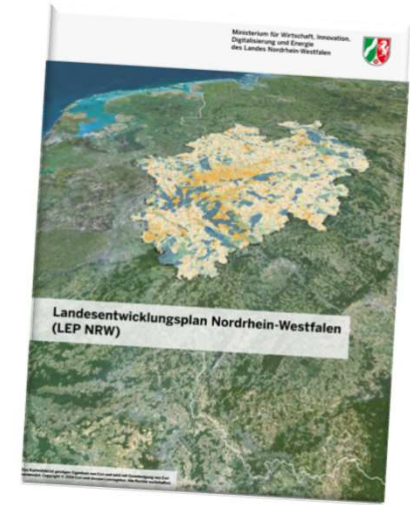 Ministerium für Wirtschaft, Innovation,
Digitalisierung und Energie
des Landes Nordrhein-Westfalen
Landesentwicklungsplan Nordrhein-Westfalen
(LEP NRW)